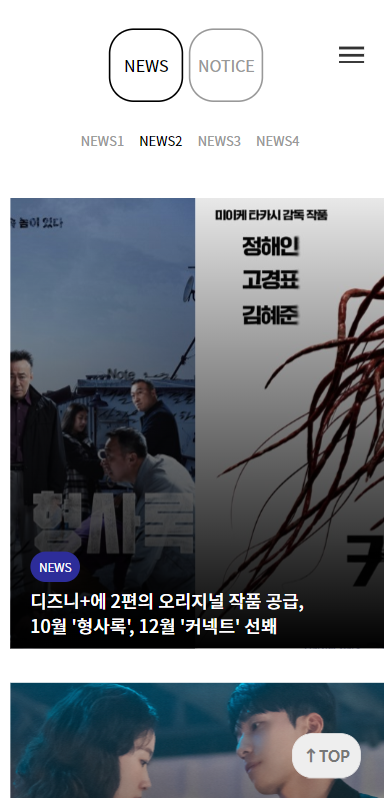 NEWS NOTICE
NEWS1 NEWS2 NEWS3 NEWS4
놈이 있다
미이케 타카시 감독 작품
정해인
고경표
김혜준
Note
형사록
커
NEWS
디즈니+에 2편의 오리지널 작품 공급,
10월 '형사록', 12월 '커넥트' 선봬
↑TOP